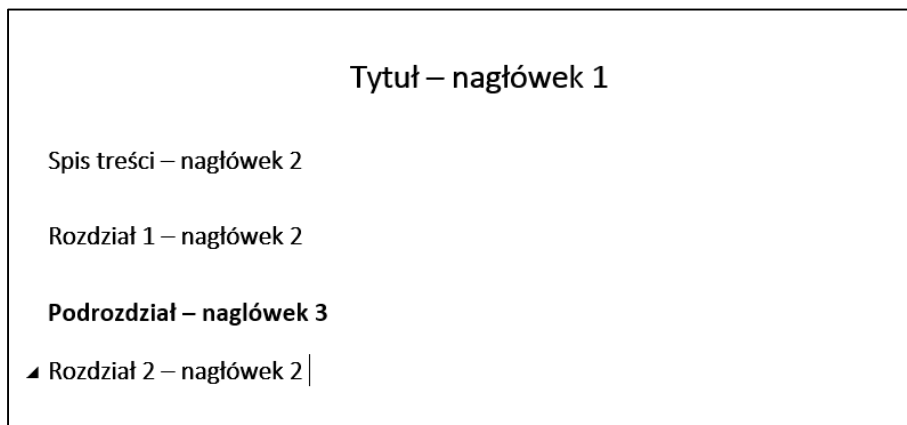 Tytuł – nagłówek 1
Spis treści – nagłówek 2
Rozdział 1 – nagłówek 2
Podrozdział – naglówek 3
Rozdział 2 – nagłówek 2